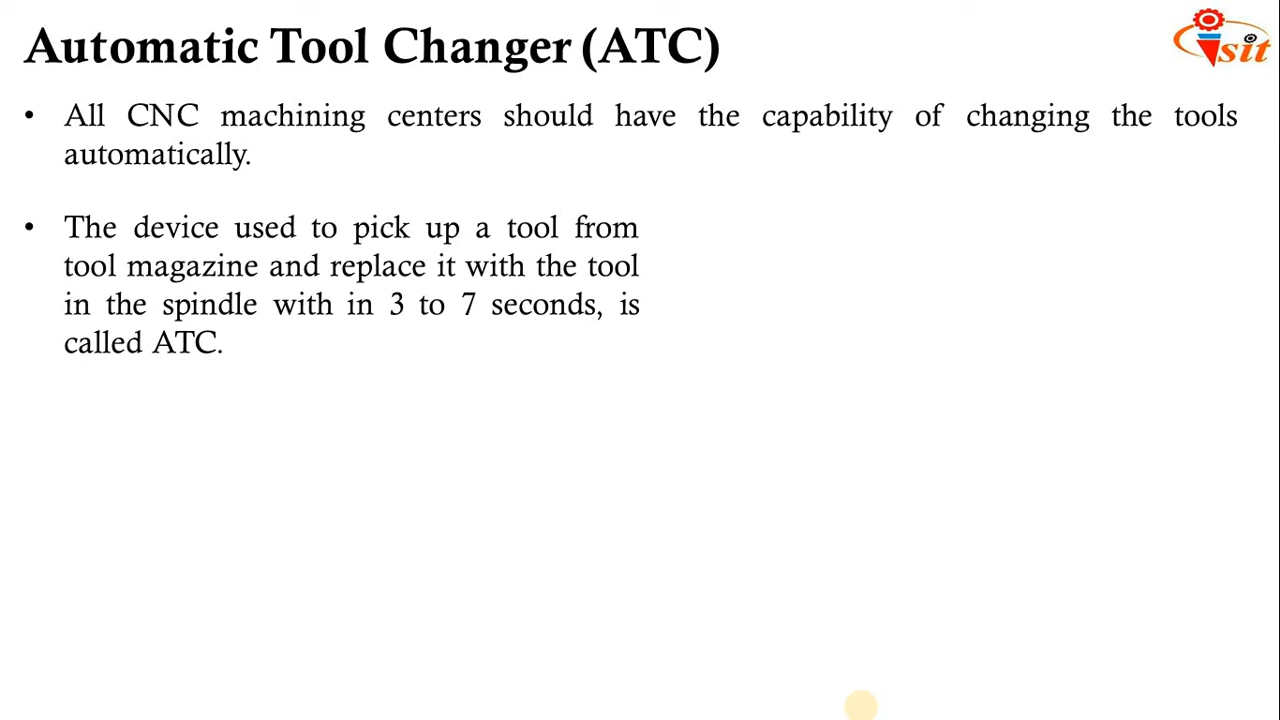 Automatic Tool Changer (ATC)
sit
• All CNC machining centers should have the capability of changing the tools
automatically.
• The device used to pick up a tool from
tool magazine and replace it with the tool
in the spindle with in 3 to 7 seconds, is
called ATC.